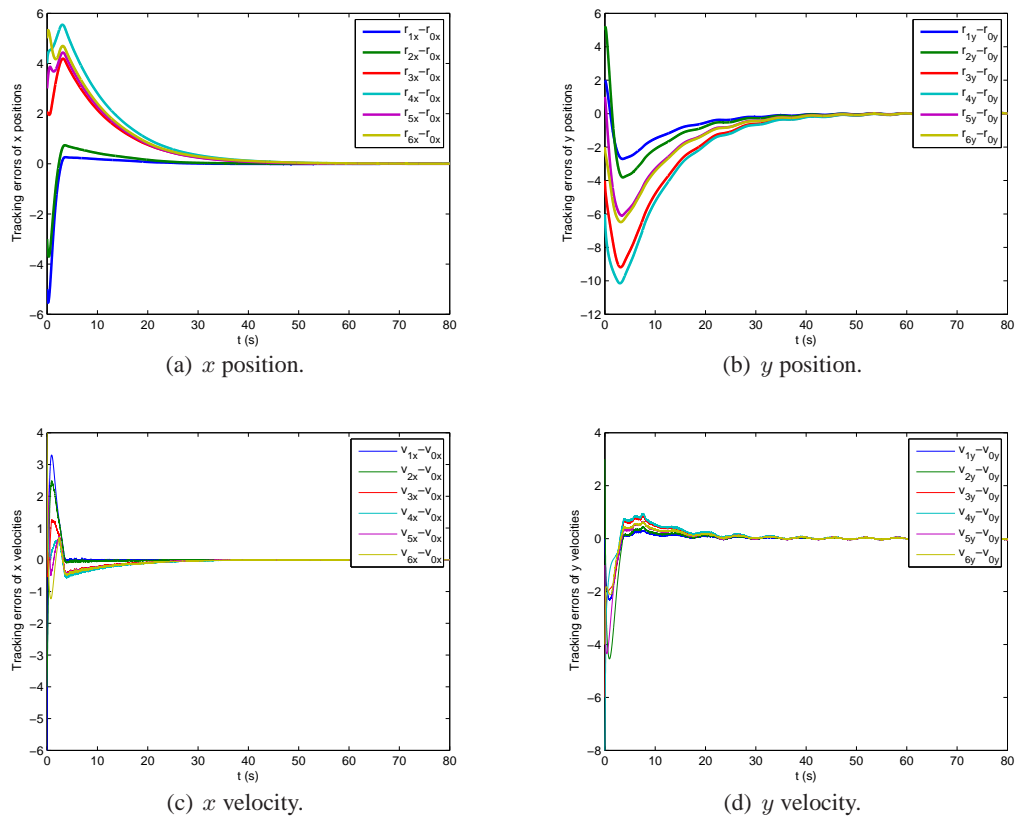 6
4
2
0
−2
−4
−6
Tracking errors of x positions
0 10 20 30 40 50 60 70 80
t (s)
r1x−r0x
r2x−r0x
r3x−r0x
r4x−r0x
r5x−r0x
r6x−r0x
(a) x position.
6
4
2
0
−2
−4
−6
−8
−10
−12
Tracking errors of y positions
0 10 20 30 40 50 60 70 80
t (s)
r1y−r0y
r2y−r0y
r3y−r0y
r4y−r0y
r5y−r0y
r6y−r0y
(b) y position.
4
3
2
1
0
−1
−2
−3
−4
−5
−6
Tracking errors of x velocities
0 10 20 30 40 50 60 70 80
t (s)
v1x−v0x
v2x−v0x
v3x−v0x
v4x−v0x
v5x−v0x
v6x−v0x
(c) x velocity.
4
2
0
−2
−4
−6
−8
Tracking errors of y velocities
0 10 20 30 40 50 60 70 80
t (s)
v1y−v0y
v2y−v0y
v3y−v0y
v4y−v0y
v5y−v0y
v6y−v0y
(d) y velocity.